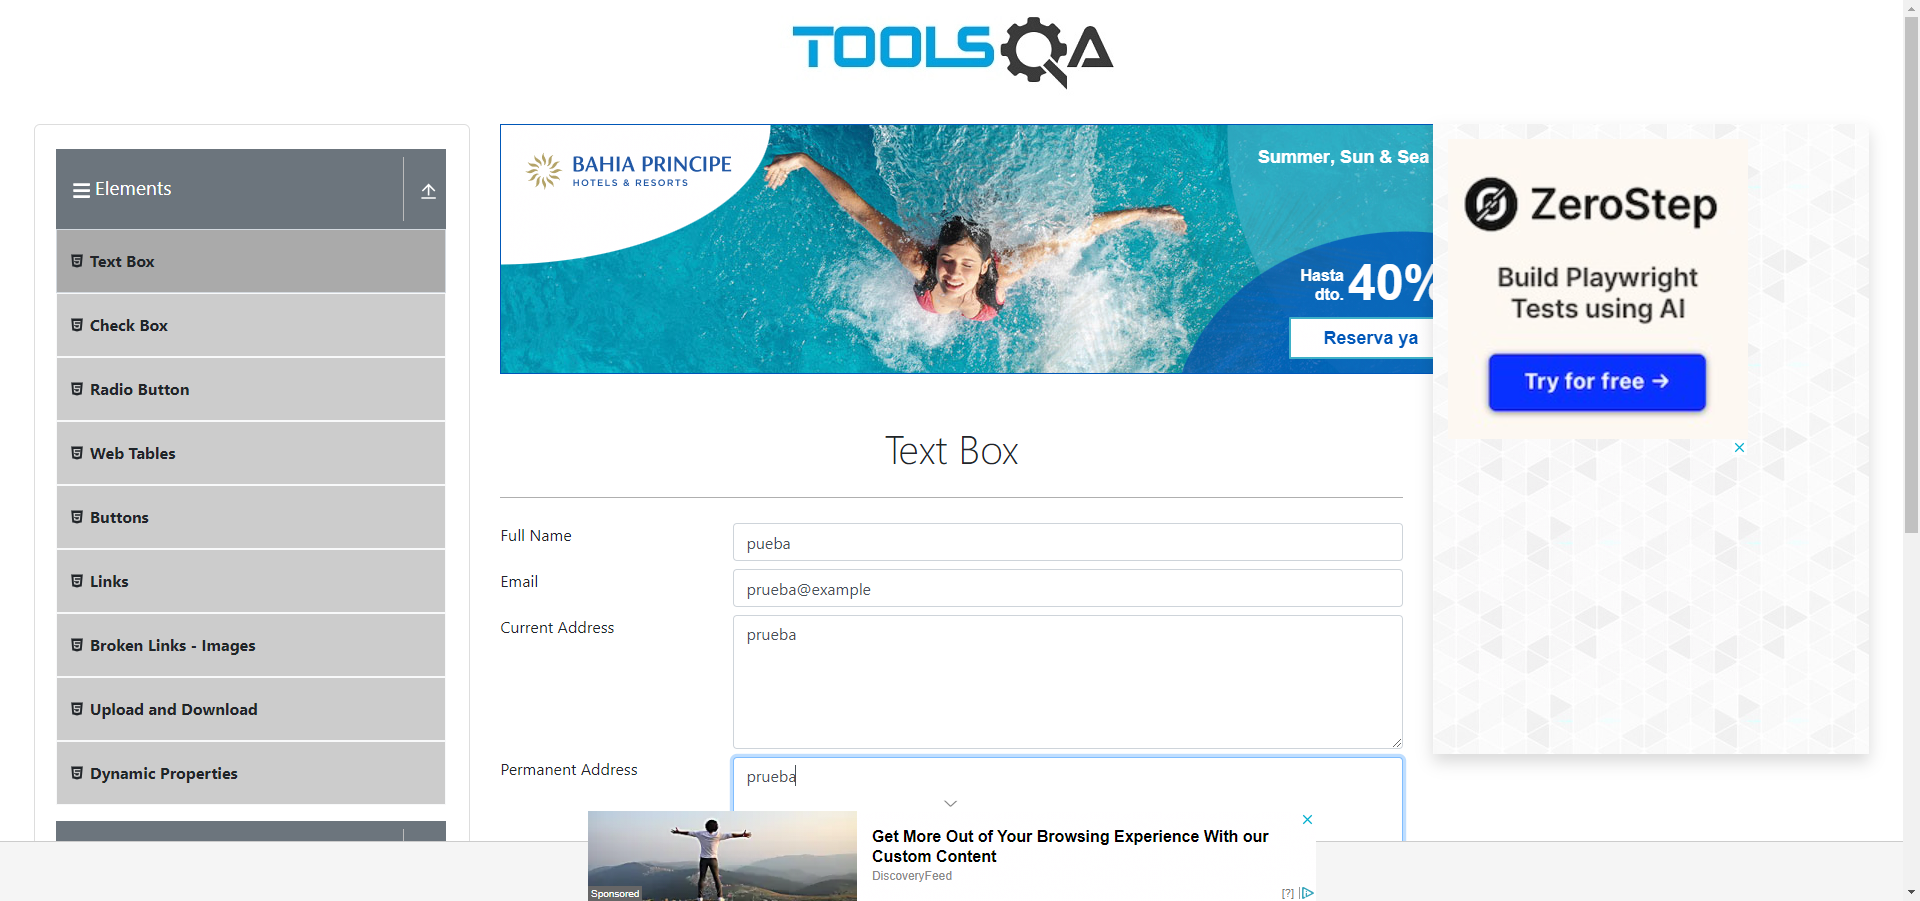 TOOLSQA
Elements
Text Box
Check Box
Radio Button
Web Tables
Buttons
Links
Broken Links - Images
Upload and Download
Dynamic Properties
BAHIA PRINCIPE
HOTELS & RESORTS
Summer, Sun & Sea
Hasta
dto. 40%
Reserva ya
ZeroStep
Build Playwright
Tests using AI
Try for free →
Text Box
Full Name
pueba
Email
prueba@example
Current Address
prueba
Permanent Address
prueba
Get More Out of Your Browsing Experience With our
Custom Content
DiscoveryFeed
Sponsored
[?]